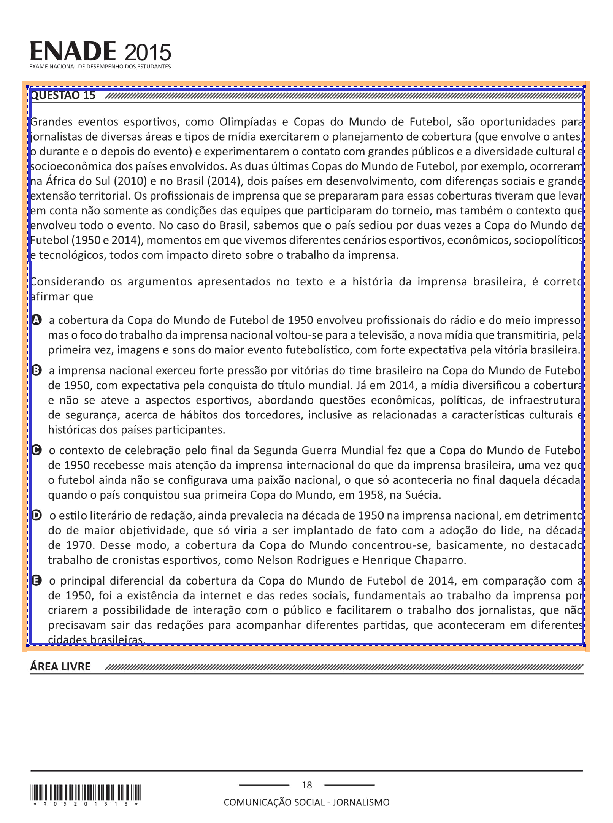 ENADE 2015
EXAME NACIONAL DE DESEMPENHO DOS ESTUDANTES
QUESTÃO 15
Grandes eventos esportivos, como Olimpíadas e Copas do Mundo de Futebol, são oportunidades para
jornalistas de diversas áreas e tipos de mídia exercitarem o planejamento de cobertura (que envolve o antes,
o durante e o depois do evento) e experimentarem o contato com grandes públicos e a diversidade cultural e
socioeconômica dos países envolvidos. As duas últimas Copas do Mundo de Futebol, por exemplo, ocorreram
na África do Sul (2010) e no Brasil (2014), dois países em desenvolvimento, com diferenças sociais e grande
extensão territorial. Os profissionais de imprensa que se prepararam para essas coberturas tiveram que levar
em conta não somente as condições das equipes que participaram do torneio, mas também o contexto que
envolveu todo o evento. No caso do Brasil, sabemos que o país sediou por duas vezes a Copa do Mundo de
Futebol (1950 e 2014), momentos em que vivemos diferentes cenários esportivos, econômicos, sociopolíticos
e tecnológicos, todos com impacto direto sobre o trabalho da imprensa.
Considerando os argumentos apresentados no texto e a história da imprensa brasileira, é correto
afirmar que
A a cobertura da Copa do Mundo de Futebol de 1950 envolveu profissionais do rádio e do meio impresso,
mas o foco do trabalho da imprensa nacional voltou-se para a televisão, a nova mídia que transmitiria, pela
primeira vez, imagens e sons do maior evento futebolístico, com forte expectativa pela vitória brasileira.
B a imprensa nacional exerceu forte pressão por vitórias do time brasileiro na Copa do Mundo de Futebol
de 1950, com expectativa pela conquista do título mundial. Já em 2014, a mídia diversificou a cobertura
e não se ateve a aspectos esportivos, abordando questões econômicas, políticas, de infraestrutura,
de segurança, acerca de hábitos dos torcedores, inclusive as relacionadas a características culturais e
históricas dos países participantes.
C o contexto de celebração pelo final da Segunda Guerra Mundial fez que a Copa do Mundo de Futebol
de 1950 recebesse mais atenção da imprensa internacional do que da imprensa brasileira, uma vez que
o futebol ainda não se configurava uma paixão nacional, o que só aconteceria no final daquela década,
quando o país conquistou sua primeira Copa do Mundo, em 1958, na Suécia.
D o estilo literário de redação, ainda prevalecia na década de 1950 na imprensa nacional, em detrimento
do de maior objetividade, que só viria a ser implantado de fato com a adoção do lide, na década
de 1970. Desse modo, a cobertura da Copa do Mundo concentrou-se, basicamente, no destacado
trabalho de cronistas esportivos, como Nelson Rodrigues e Henrique Chaparro.
E o principal diferencial da cobertura da Copa do Mundo de Futebol de 2014, em comparação com a
de 1950, foi a existência da internet e das redes sociais, fundamentais ao trabalho da imprensa por
criarem a possibilidade de interação com o público e facilitarem o trabalho dos jornalistas, que não
precisavam sair das redações para acompanhar diferentes partidas, que aconteceram em diferentes
cidades brasileiras.
ÁREA LIVRE
18
COMUNICAÇÃO SOCIAL - JORNALISMO